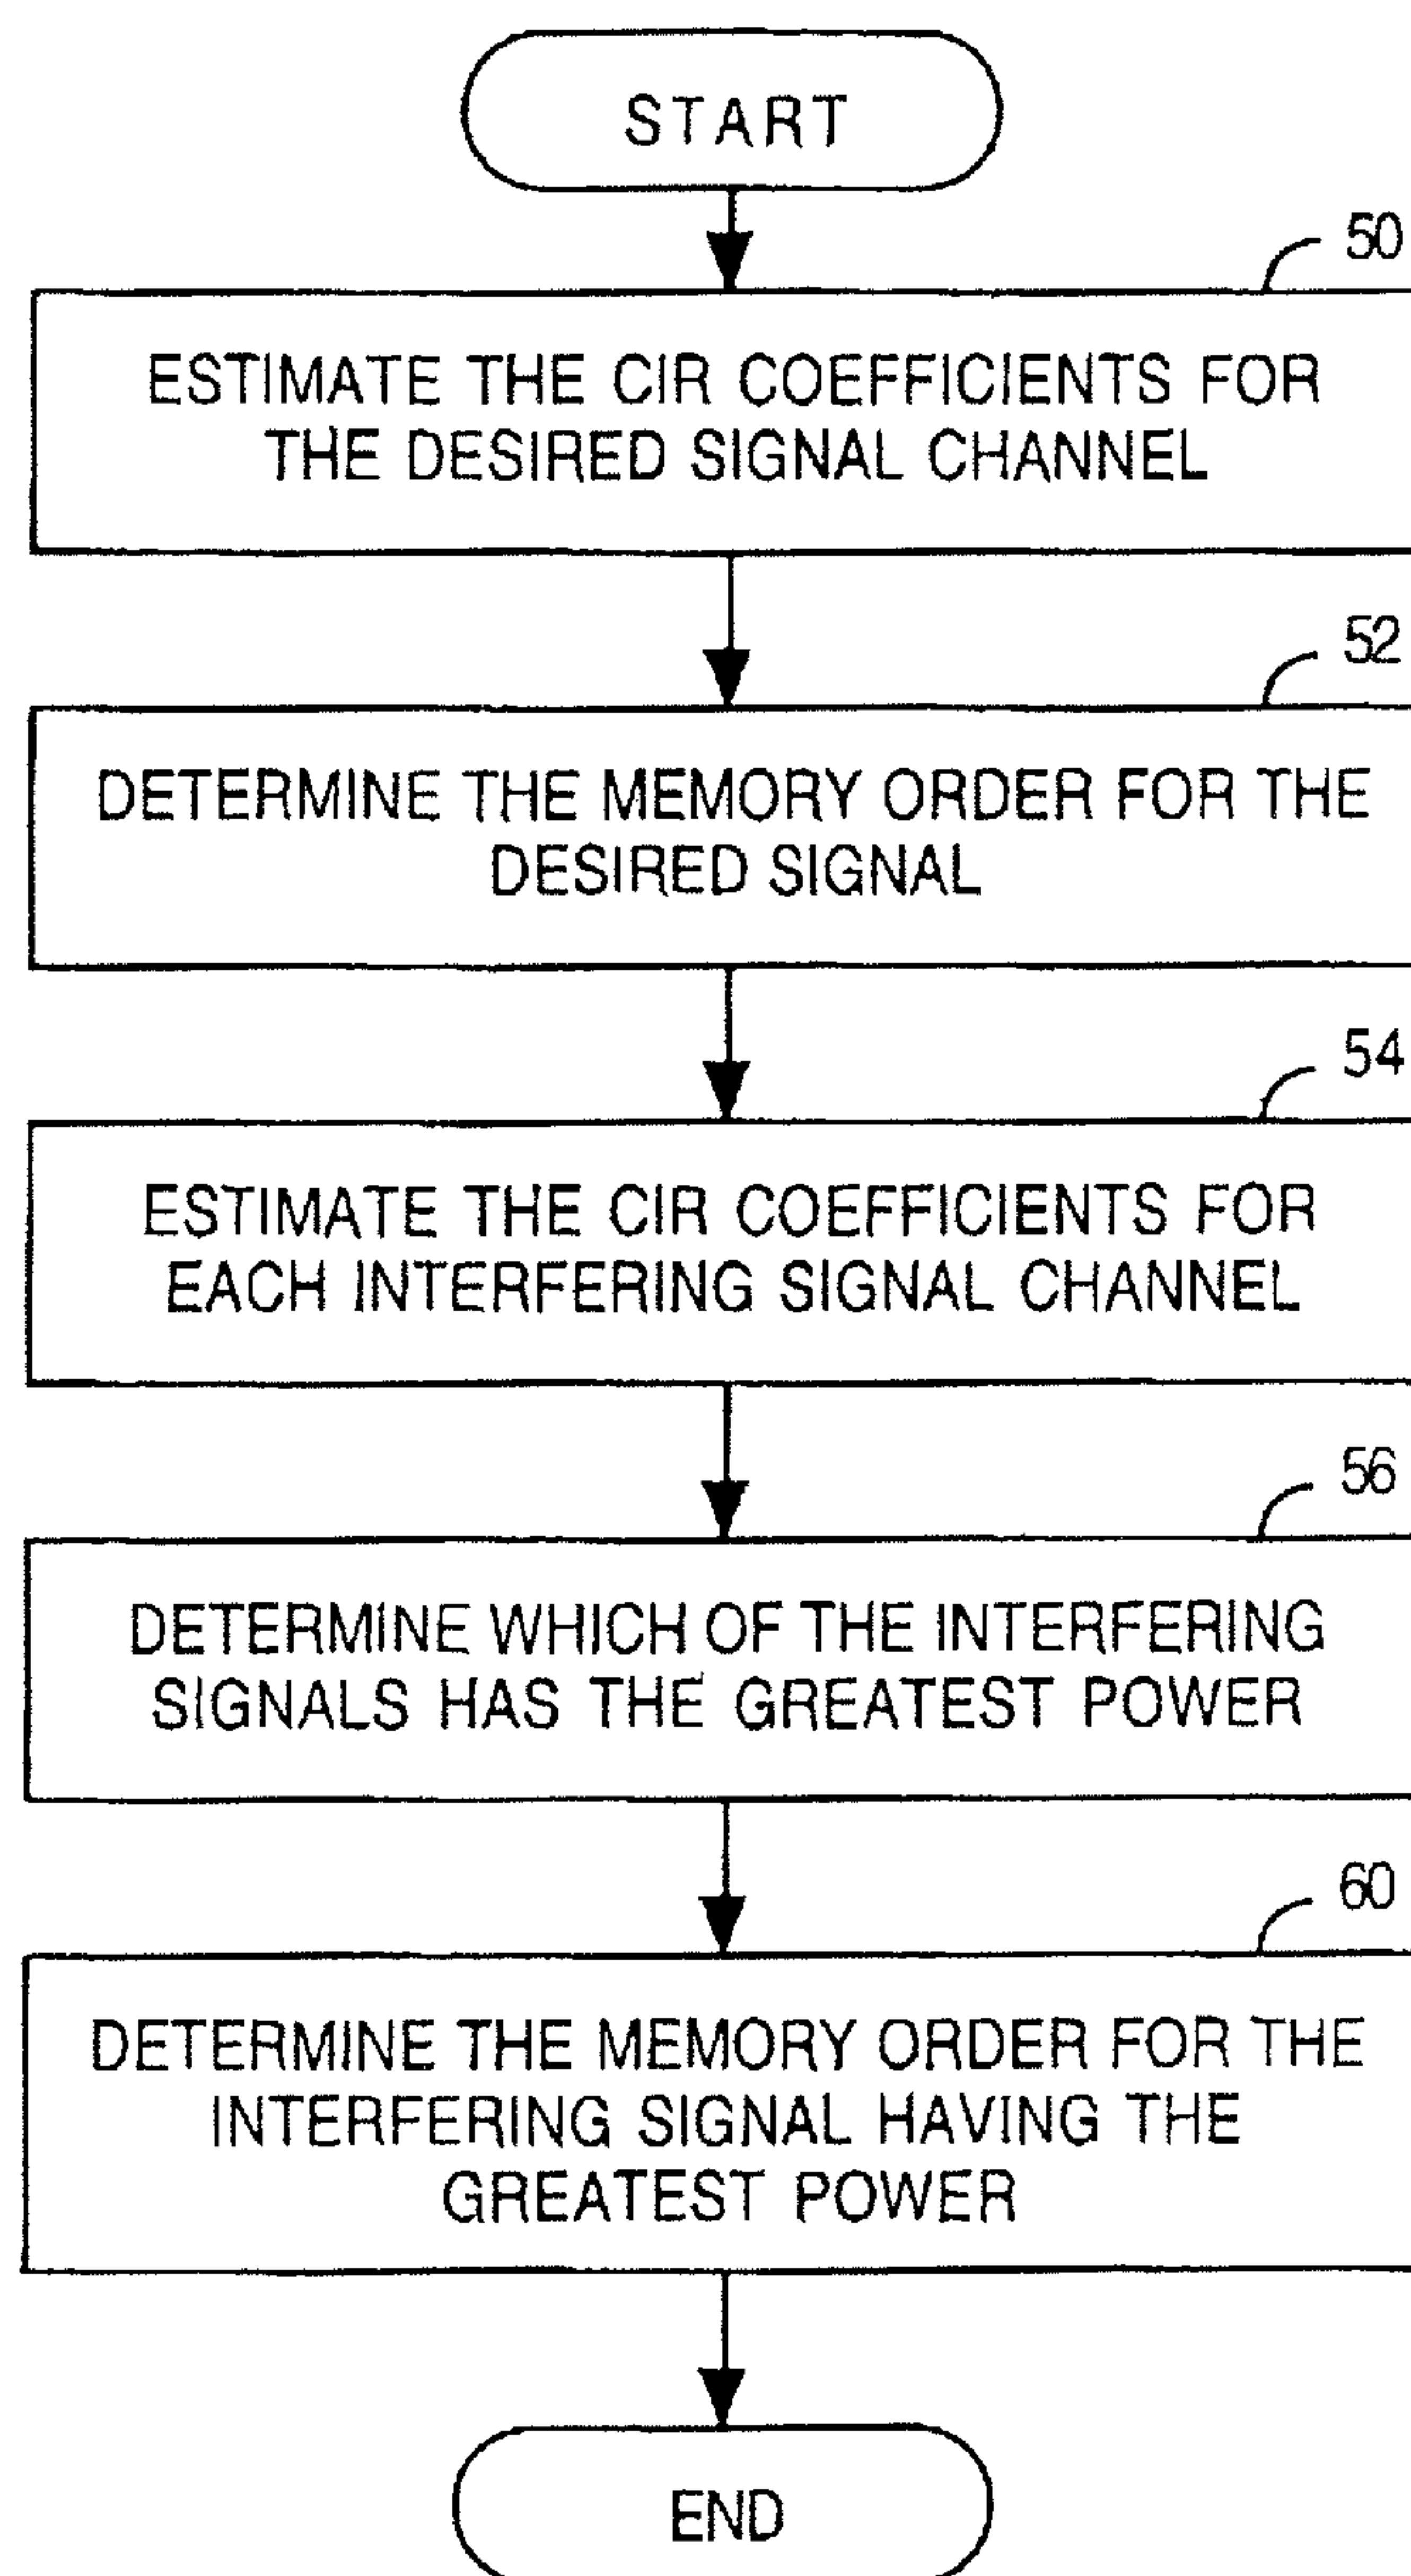 START
50
ESTIMATE THE CIR COEFFICIENTS FOR
THE DESIRED SIGNAL CHANNEL
52
DETERMINE THE MEMORY ORDER FOR THE
DESIRED SIGNAL
54
ESTIMATE THE CIR COEFFICIENTS FOR
EACH INTERFERING SIGNAL CHANNEL
56
DETERMINE WHICH OF THE INTERFERING
SIGNALS HAS THE GREATEST POWER
60
DETERMINE THE MEMORY ORDER FOR THE
INTERFERING SIGNAL HAVING THE
GREATEST POWER
END